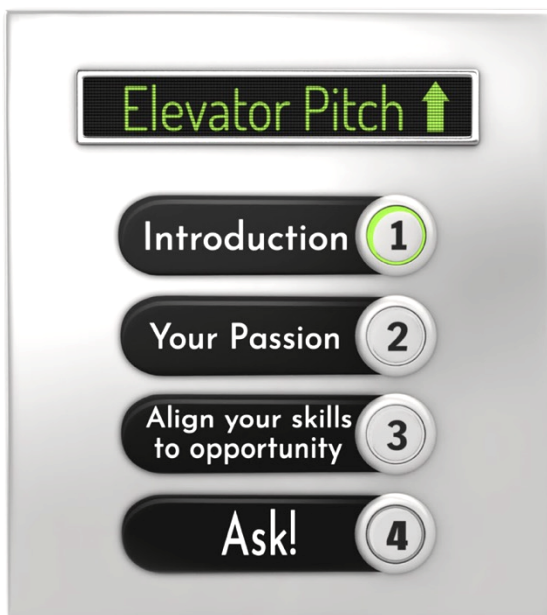 Elevator Pitch
Introduction
1
Your Passion
2
Align your skills
to opportunity
3
Ask!
4